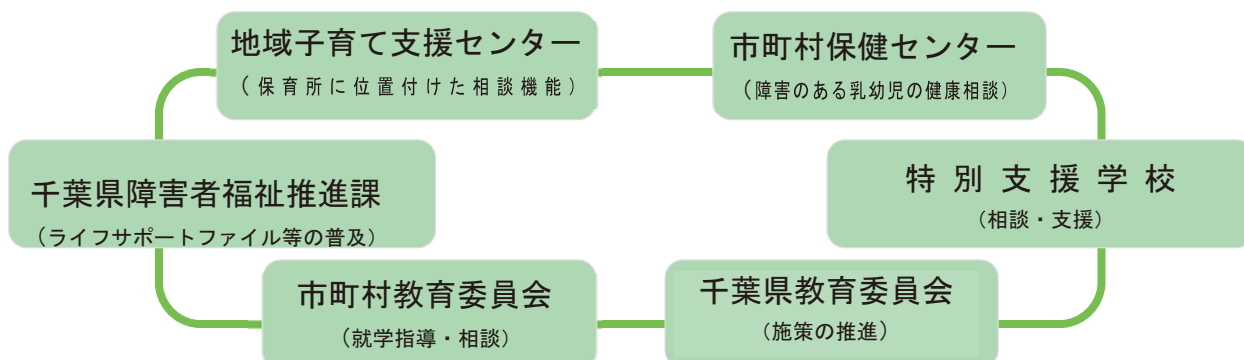 地域子育て支援センター
(保育所に位置付けた相談機能)
市町村保健センター
(障害のある乳幼児の健康相談)
千葉県障害者福祉推進課
(ライフサポートファイル等の普及)
特別支援学校
(相談・支援)
市町村教育委員会
(就学指導・相談)
千葉県教育委員会
(施策の推進)